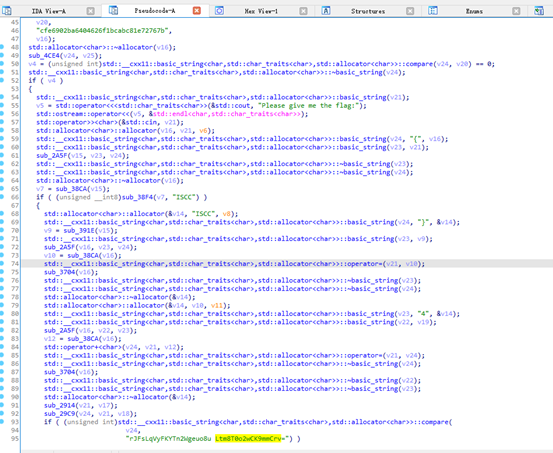 IDA View-A Pseudocode-A Hex View-1 Structures Enums
45 v20,
46 "cfe6902ba6404626f1bcabc81e72767b",
47 v16);
48 std::allocator<char>::~allocator(v16);
49 sub_4CE4(v24, v25);
50 v4 = (unsigned int)std::__cxx11::basic_string<char,std::char_traits<char>,std::allocator<char>>::compare(v24, v20) == 0;
51 std::__cxx11::basic_string<char,std::char_traits<char>,std::allocator<char>>::~basic_string(v24);
52 if ( v4 )
53 {
54 std::__cxx11::basic_string<char,std::char_traits<char>,std::allocator<char>>::basic_string(v21);
55 v5 = std::operator<<<std::char_traits<char>>(&std::cout, "Please give me the flag:");
56 std::ostream::operator<<(v5, &std::endl<char,std::char_traits<char>>);
57 std::operator>><char>(&std::cin, v21);
58 std::allocator<char>::allocator(v16, v21, v6);
59 std::__cxx11::basic_string<char,std::char_traits<char>,std::allocator<char>>::basic_string(v24, "{", v16);
60 std::__cxx11::basic_string<char,std::char_traits<char>,std::allocator<char>>::basic_string(v23, v21);
61 sub_2A5F(v15, v23, v24);
62 std::__cxx11::basic_string<char,std::char_traits<char>,std::allocator<char>>::~basic_string(v23);
63 std::__cxx11::basic_string<char,std::char_traits<char>,std::allocator<char>>::~basic_string(v24);
64 std::allocator<char>::~allocator(v16);
65 v7 = sub_38CA(v15);
66 if ( (unsigned __int8)sub_38F4(v7, "ISCC") )
67 {
68 std::allocator<char>::allocator(&v14, "ISCC", v8);
69 std::__cxx11::basic_string<char,std::char_traits<char>,std::allocator<char>>::basic_string(v24, "}", &v14);
70 v9 = sub_391E(v15);
71 std::__cxx11::basic_string<char,std::char_traits<char>,std::allocator<char>>::basic_string(v23, v9);
72 sub_2A5F(v16, v23, v24);
73 v10 = sub_38CA(v16);
74 std::__cxx11::basic_string<char,std::char_traits<char>,std::allocator<char>>::operator=(v21, v10);
75 sub_3704(v16);
76 std::__cxx11::basic_string<char,std::char_traits<char>,std::allocator<char>>::~basic_string(v23);
77 std::__cxx11::basic_string<char,std::char_traits<char>,std::allocator<char>>::~basic_string(v24);
78 std::allocator<char>::~allocator(&v14);
79 std::allocator<char>::allocator(&v14, v10, v11);
80 std::__cxx11::basic_string<char,std::char_traits<char>,std::allocator<char>>::basic_string(v23, "4", &v14);
81 std::__cxx11::basic_string<char,std::char_traits<char>,std::allocator<char>>::basic_string(v22, v19);
82 sub_2A5F(v16, v22, v23);
83 v12 = sub_38CA(v16);
84 std::operator+<char>(v24, v21, v12);
85 std::__cxx11::basic_string<char,std::char_traits<char>,std::allocator<char>>::operator=(v21, v24);
86 std::__cxx11::basic_string<char,std::char_traits<char>,std::allocator<char>>::~basic_string(v24);
87 sub_3704(v16);
88 std::__cxx11::basic_string<char,std::char_traits<char>,std::allocator<char>>::~basic_string(v22);
89 std::__cxx11::basic_string<char,std::char_traits<char>,std::allocator<char>>::~basic_string(v23);
90 std::allocator<char>::~allocator(&v14);
91 sub_2914(v21, v17);
92 sub_29C9(v24, v21, v18);
93 if ( (unsigned int)std::__cxx11::basic_string<char,std::char_traits<char>,std::allocator<char>>::compare(
94 v24,
95 "rJFsLqVyFKYTnZWgeuo8u Ltm8T0o2wCK9mmCrv=") )